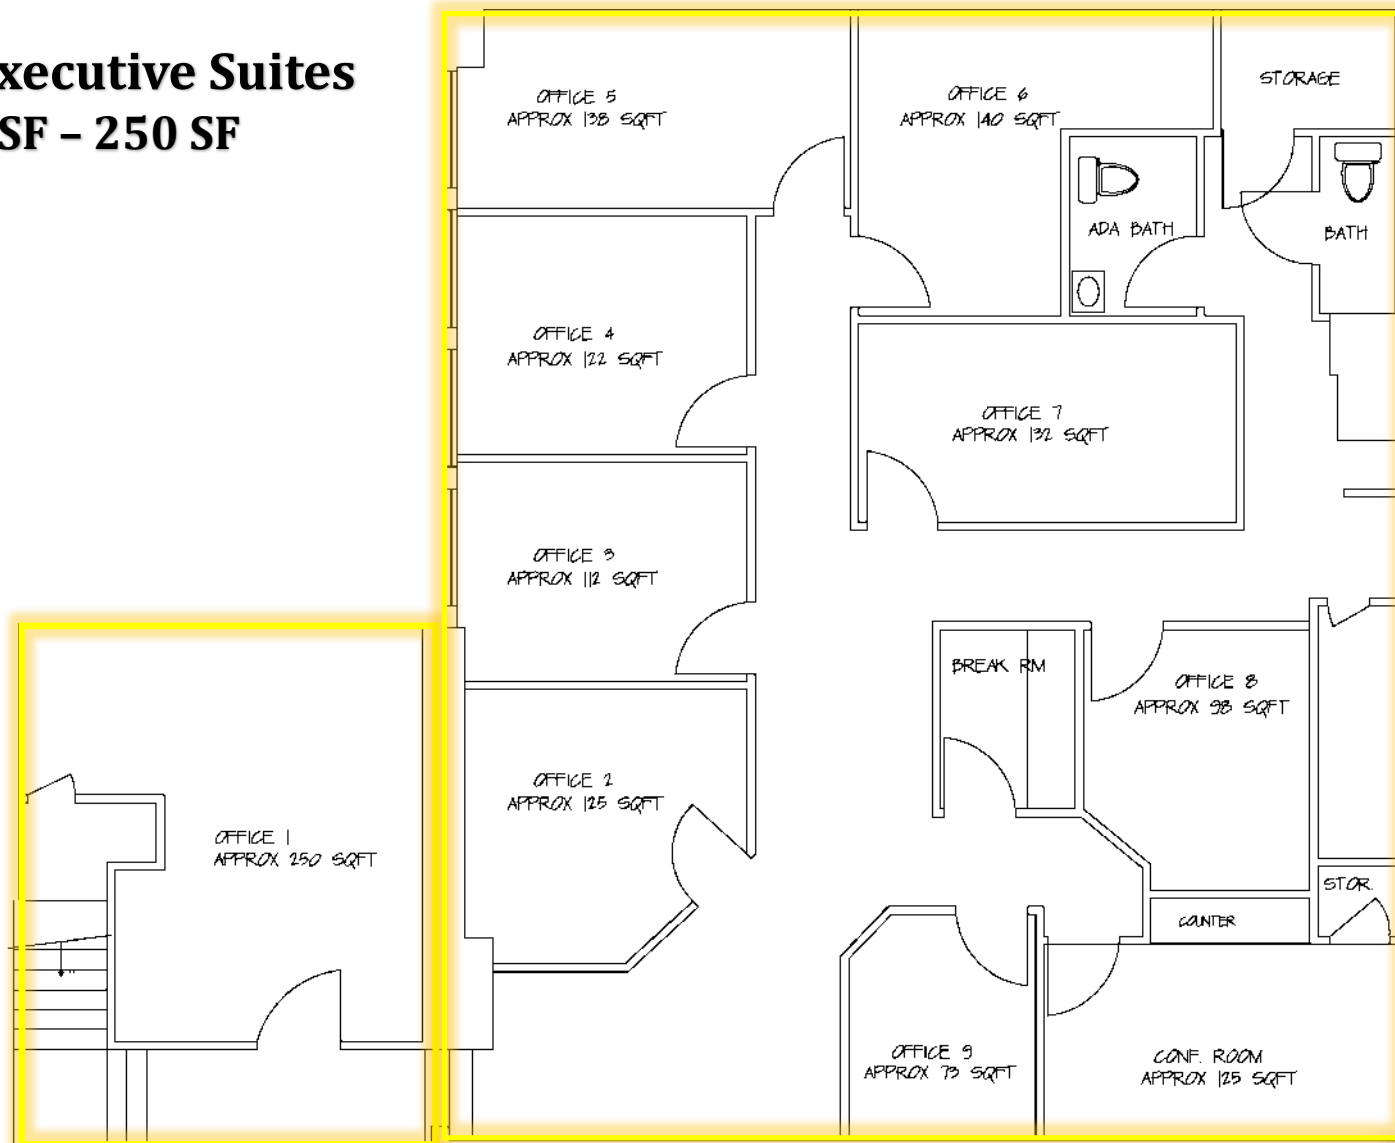 xecutive Suites
SF – 250 SF
OFFICE 5
APPROX 138 SQFT
OFFICE 6
APPROX 140 SQFT
STORAGE
ADA BATH
BATH
OFFICE 4
APPROX 122 SQFT
OFFICE 7
APPROX 132 SQFT
OFFICE 3
APPROX 112 SQFT
BREAK RM
OFFICE 8
APPROX 98 SQFT
OFFICE 2
APPROX 125 SQFT
OFFICE 1
APPROX 250 SQFT
STOR.
COUNTER
OFFICE 9
APPROX 73 SQFT
CONF. ROOM
APPROX 125 SQFT